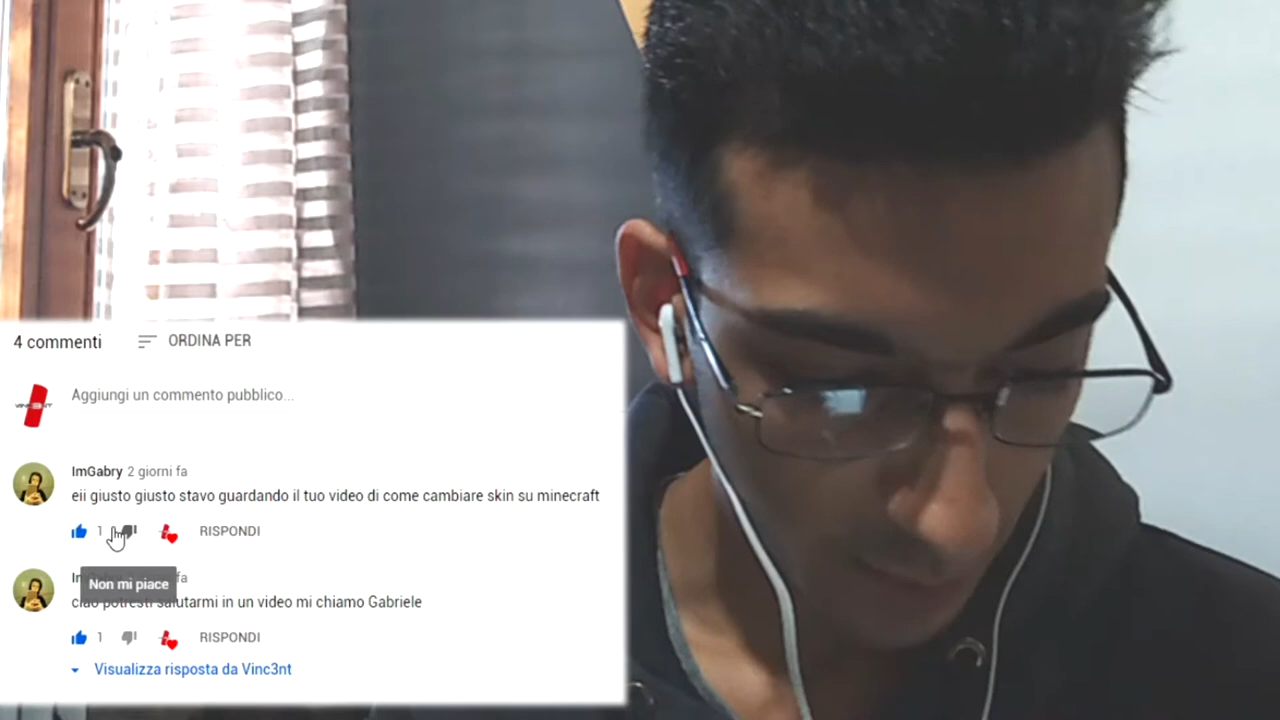 4 commenti
ORDINA PER
VINC3NT
Aggiungi un commento pubblico...
ImGabry 2 giorni fa
eii giusto giusto stavo guardando il tuo video di come cambiare skin su minecraft
1
RISPONDI
Non mi piace
fa
ciao potresti salutarmi in un video mi chiamo Gabriele
1
RISPONDI
Visualizza risposta da Vinc3nt